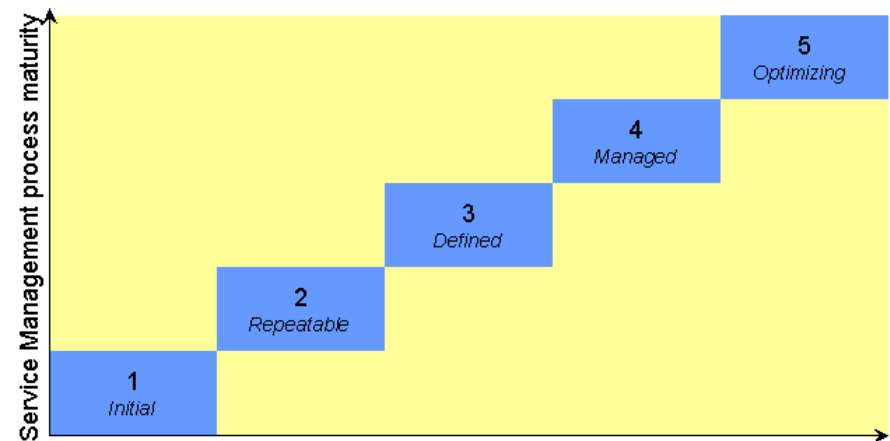 Service Management process maturity
5
Optimizing
4
Managed
3
Defined
2
Repeatable
1
Initial